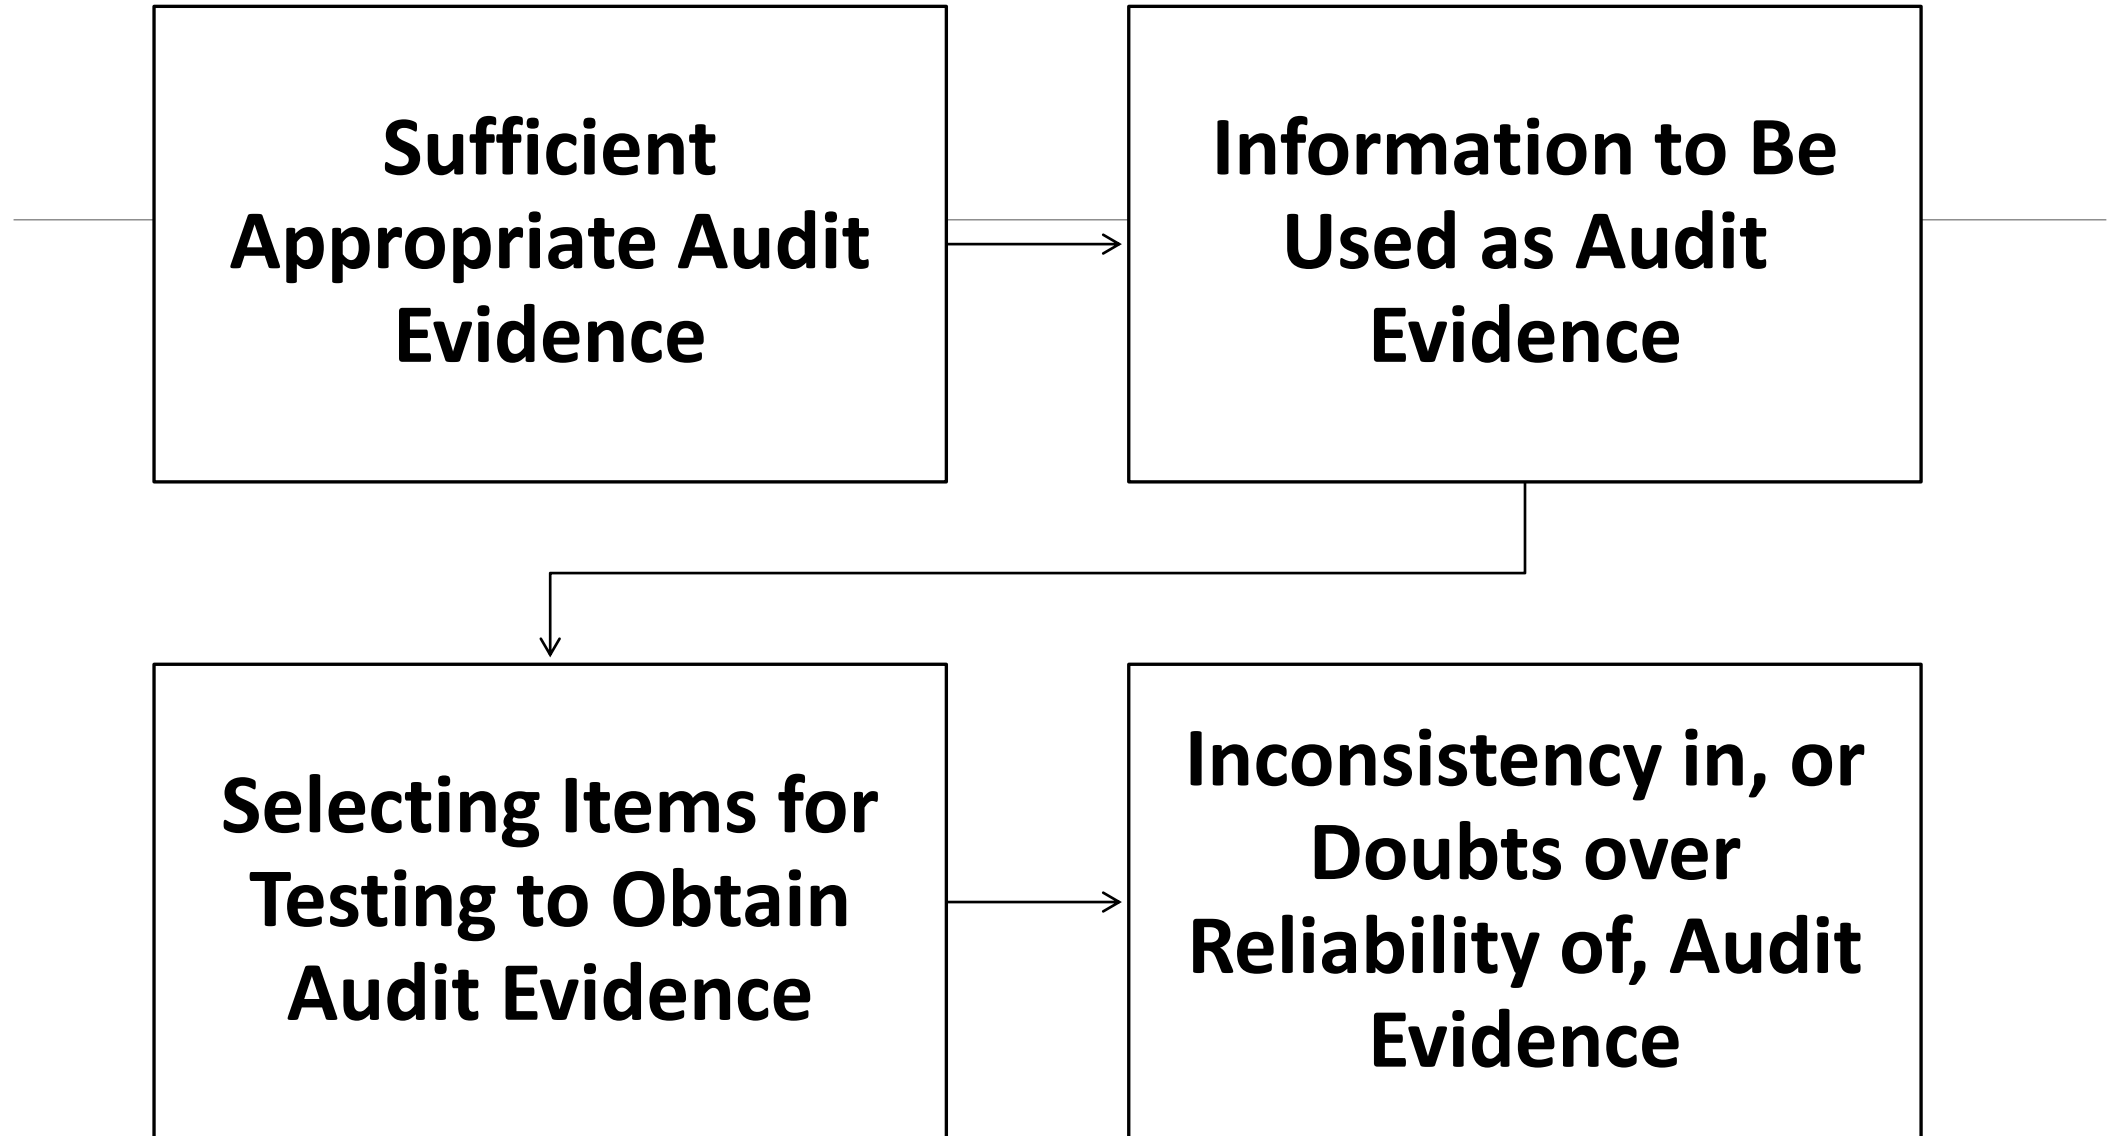 Sufficient
Appropriate Audit
Evidence
Information to Be
Used as Audit
Evidence
Selecting Items for
Testing to Obtain
Audit Evidence
Inconsistency in, or
Doubts over
Reliability of, Audit
Evidence